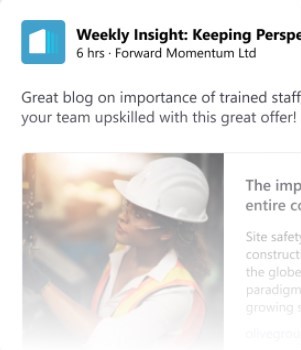 Weekly Insight: Keeping Perspe
6 hrs · Forward Momentum Ltd
Great blog on importance of trained staff
your team upskilled with this great offer!
The imp
entire co
Site safety
construct
the globe
paradigm
growing s